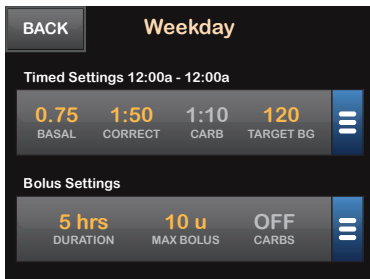 BACK
Weekday
Timed Settings 12:00a - 12:00a
0.75 1:50 1:10 120
BASAL CORRECT CARB TARGET BG
Bolus Settings
5 hrs 10 u OFF
DURATION MAX BOLUS CARBS